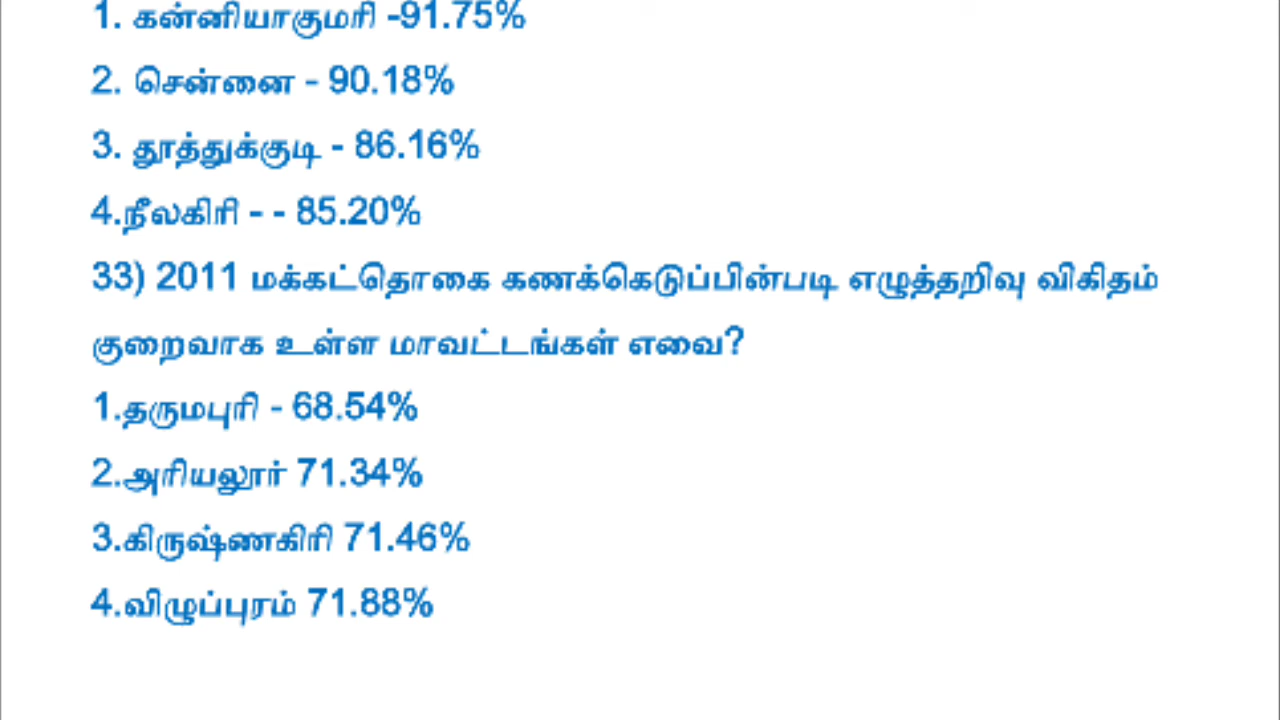 1. கன்னியாகுமரி -91.75%
2. சென்னை - 90.18%
3. தூத்துக்குடி - 86.16%
4.நீலகிரி - - 85.20%
33) 2011 மக்கட்தொகை கணக்கெடுப்பின்படி எழுத்தறிவு விகிதம்
குறைவாக உள்ள மாவட்டங்கள் எவை?
1.தருமபுரி - 68.54%
2.அரியலூர் 71.34%
3.கிருஷ்ணகிரி 71.46%
4.விழுப்புரம் 71.88%